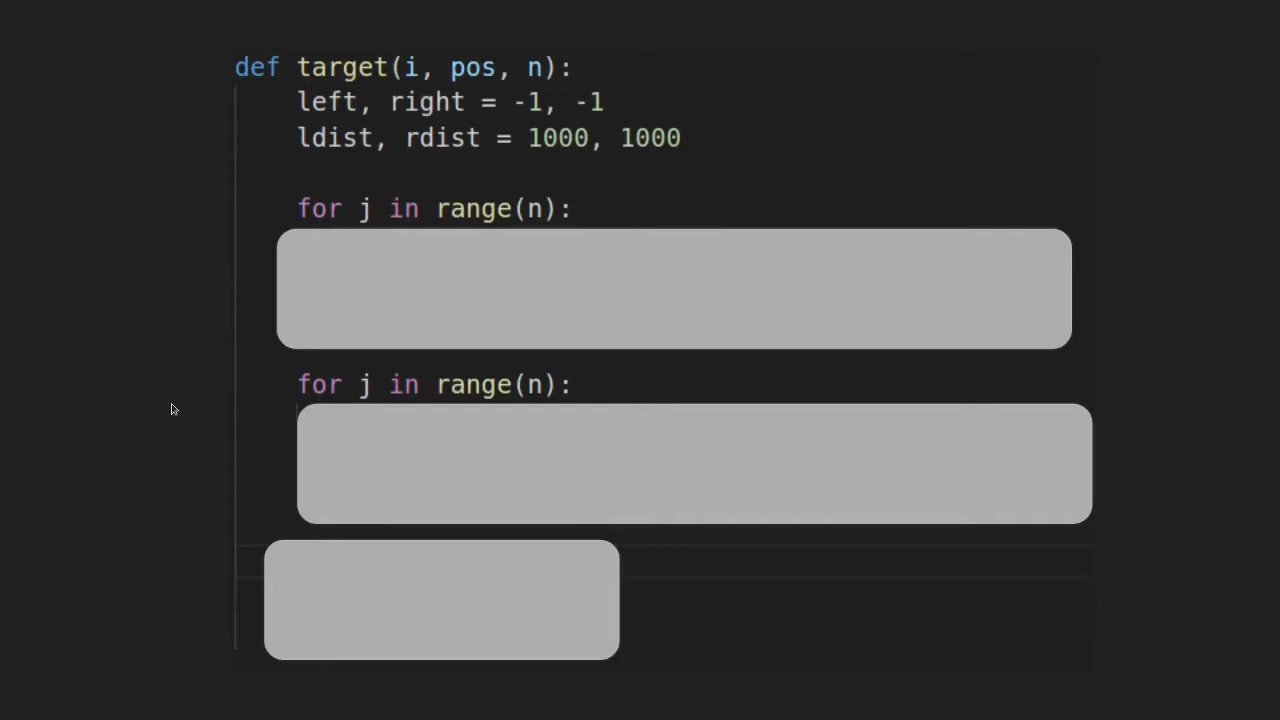 def target(i, pos, n):
    left, right = -1, -1
    ldist, rdist = 1000, 1000
    for j in range(n):
    for j in range(n):